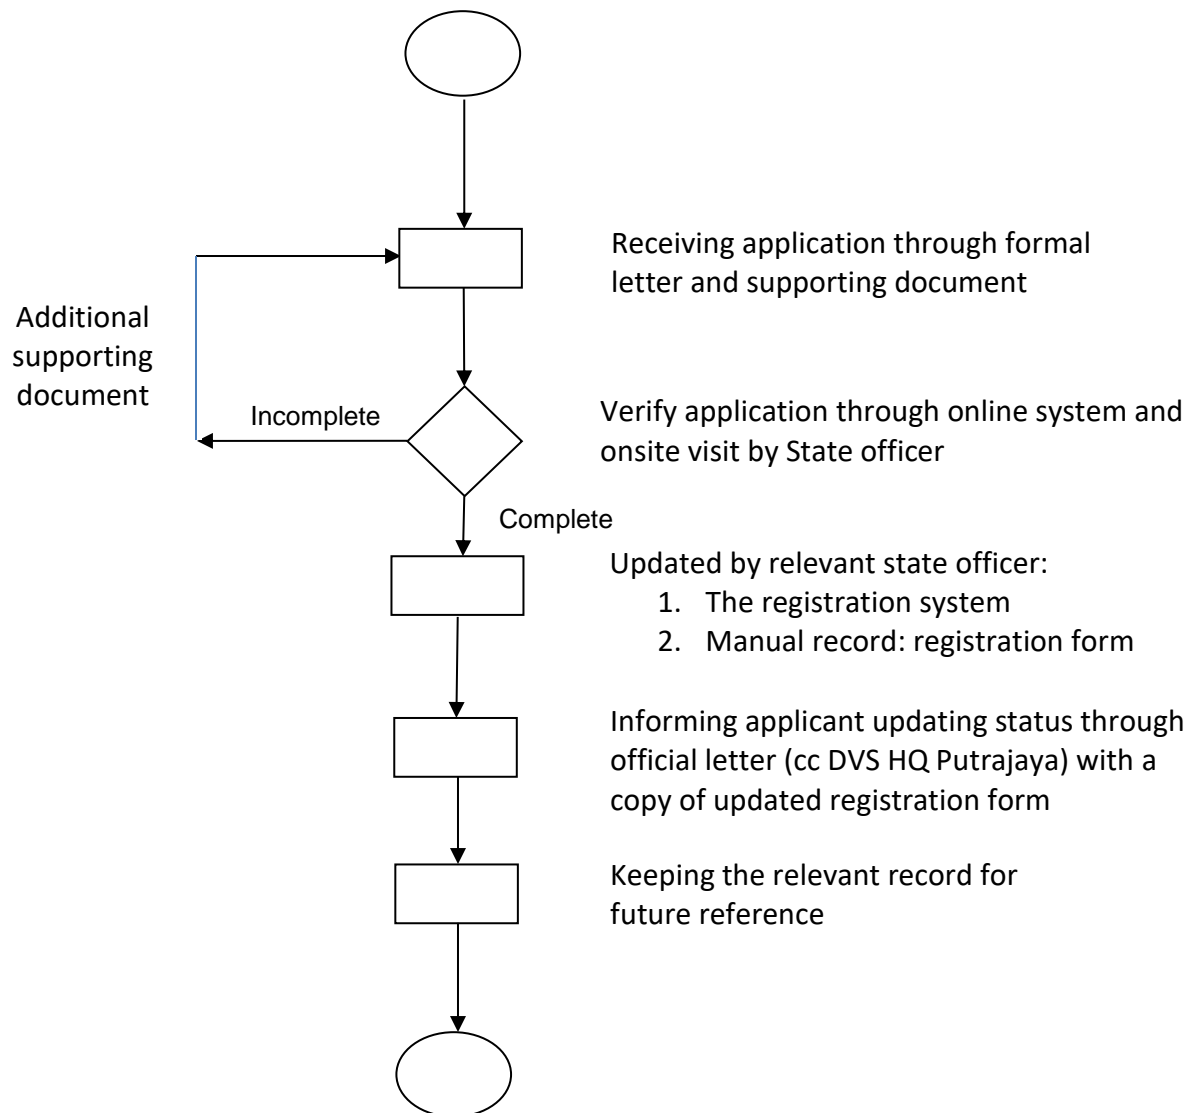 Receiving application through formal
letter and supporting document
Additional
supporting
document
Incomplete
Verify application through online system and
onsite visit by State officer
Complete
Updated by relevant state officer:
1. The registration system
2. Manual record: registration form
Informing applicant updating status through
official letter (cc DVS HQ Putrajaya) with a
copy of updated registration form
Keeping the relevant record for
future reference